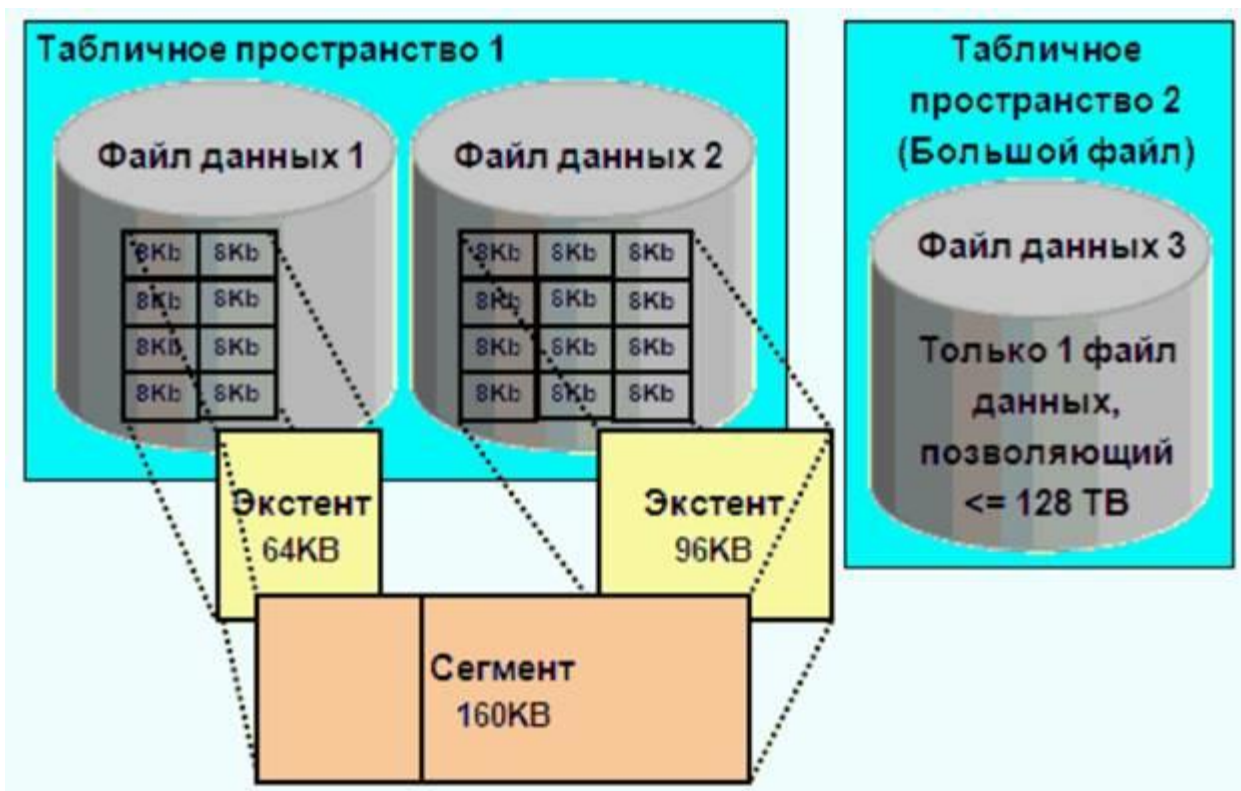 Табличное пространство 1
Файл данных 1
8Kb 8Kb
8Kb 8Kb
8Kb 8Kb
8Kb 8Kb
Файл данных 2
8Kb 8Kb 8Kb
8Kb 8Kb 8Kb
8Kb 8Kb 8Kb
8Kb 8Kb 8Kb
Экстент
64KB
Экстент
96KB
Сегмент
160KB
Табличное
пространство 2
(Большой файл)
Файл данных 3
Только 1 файл
данных,
позволяющий
<= 128 TB